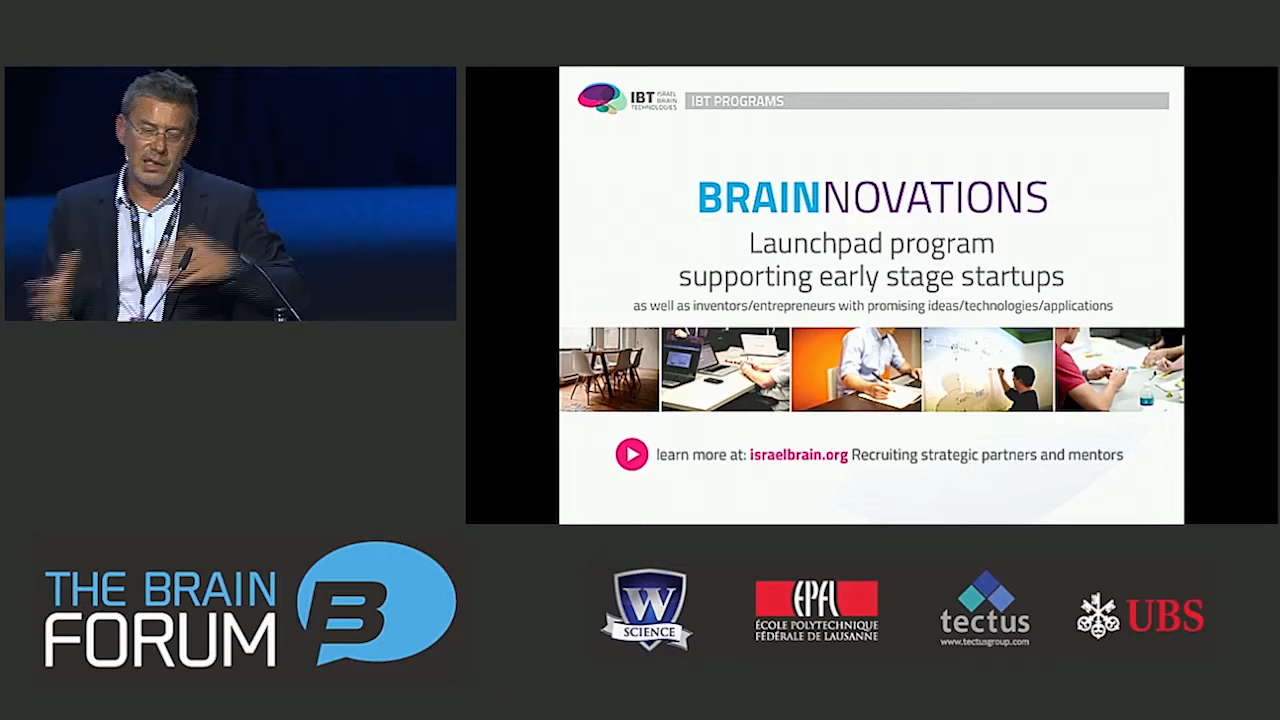 IBT ISRAEL
BRAIN
TECHNOLOGIES
IBT PROGRAMS
BRAINNOVATIONS
Launchpad program
supporting early stage startups
as well as inventors/entrepreneurs with promising ideas/technologies/applications
learn more at: israelbrain.org Recruiting strategic partners and mentors
THE BRAIN
FORUM
B
W
SCIENCE
EPFL
ÉCOLE POLYTECHNIQUE
FÉDÉRALE DE LAUSANNE
tectus
www.tectusgroup.com
UBS